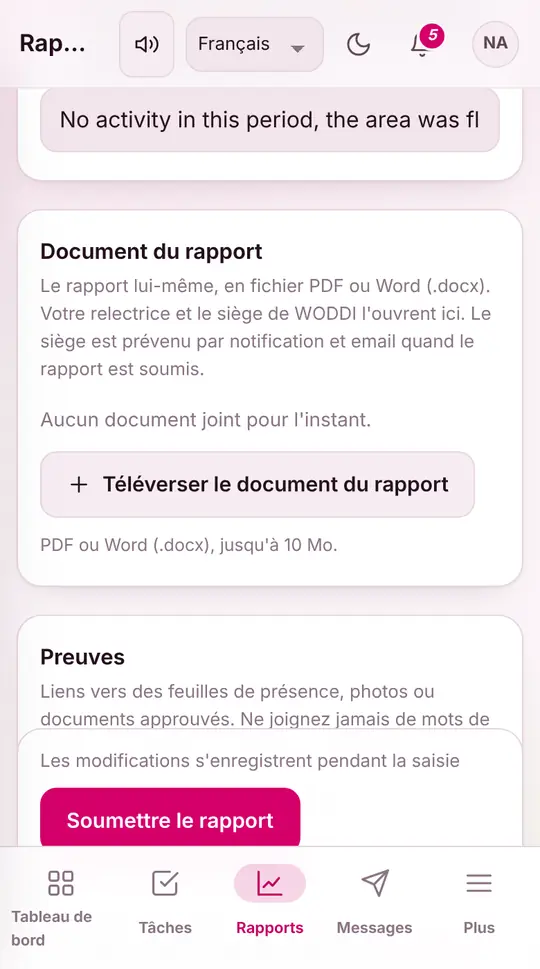 Rap...
Français
5
NA
No activity in this period, the area was fl
Document du rapport
Le rapport lui-même, en fichier PDF ou Word (.docx).
Votre relectrice et le siège de WODDI l'ouvrent ici. Le
siège est prévenu par notification et email quand le
rapport est soumis.
Aucun document joint pour l'instant.
+ Téléverser le document du rapport
PDF ou Word (.docx), jusqu'à 10 Mo.
Preuves
Liens vers des feuilles de présence, photos ou
documents approuvés. Ne joignez jamais de mots de
Les modifications s'enregistrent pendant la saisie
Soumettre le rapport
Tableau de
bord
Tâches
Rapports
Messages
Plus